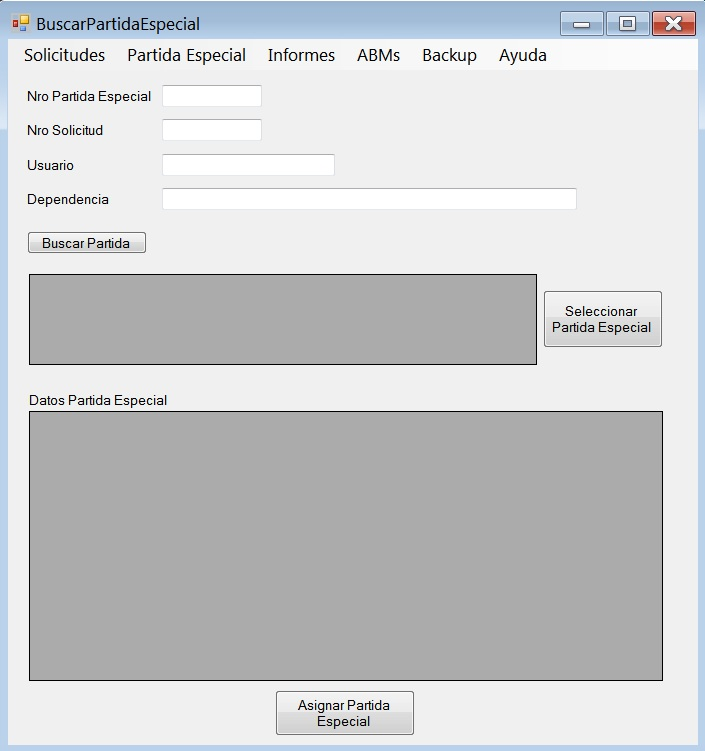 BuscarPartidaEspecial
Solicitudes Partida Especial Informes ABMs Backup Ayuda
Nro Partida Especial
Nro Solicitud
Usuario
Dependencia
Buscar Partida
Seleccionar
Partida Especial
Datos Partida Especial
Asignar Partida
Especial